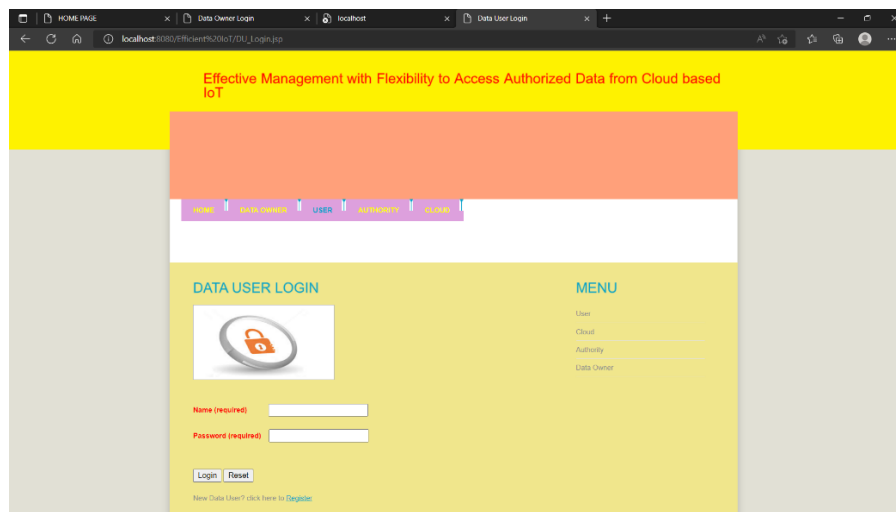 HOME PAGE
Data Owner Login
localhost
Data User Login
localhost:8080/Efficient%20IoT/DU_Login.jsp
Effective Management with Flexibility to Access Authorized Data from Cloud based
IoT
HOME DATA OWNER USER AUTHORITY CLOUD
DATA USER LOGIN
MENU
User
Cloud
Authority
Data Owner
Name (required)
Password (required)
Login Reset
New Data User? click here to Register